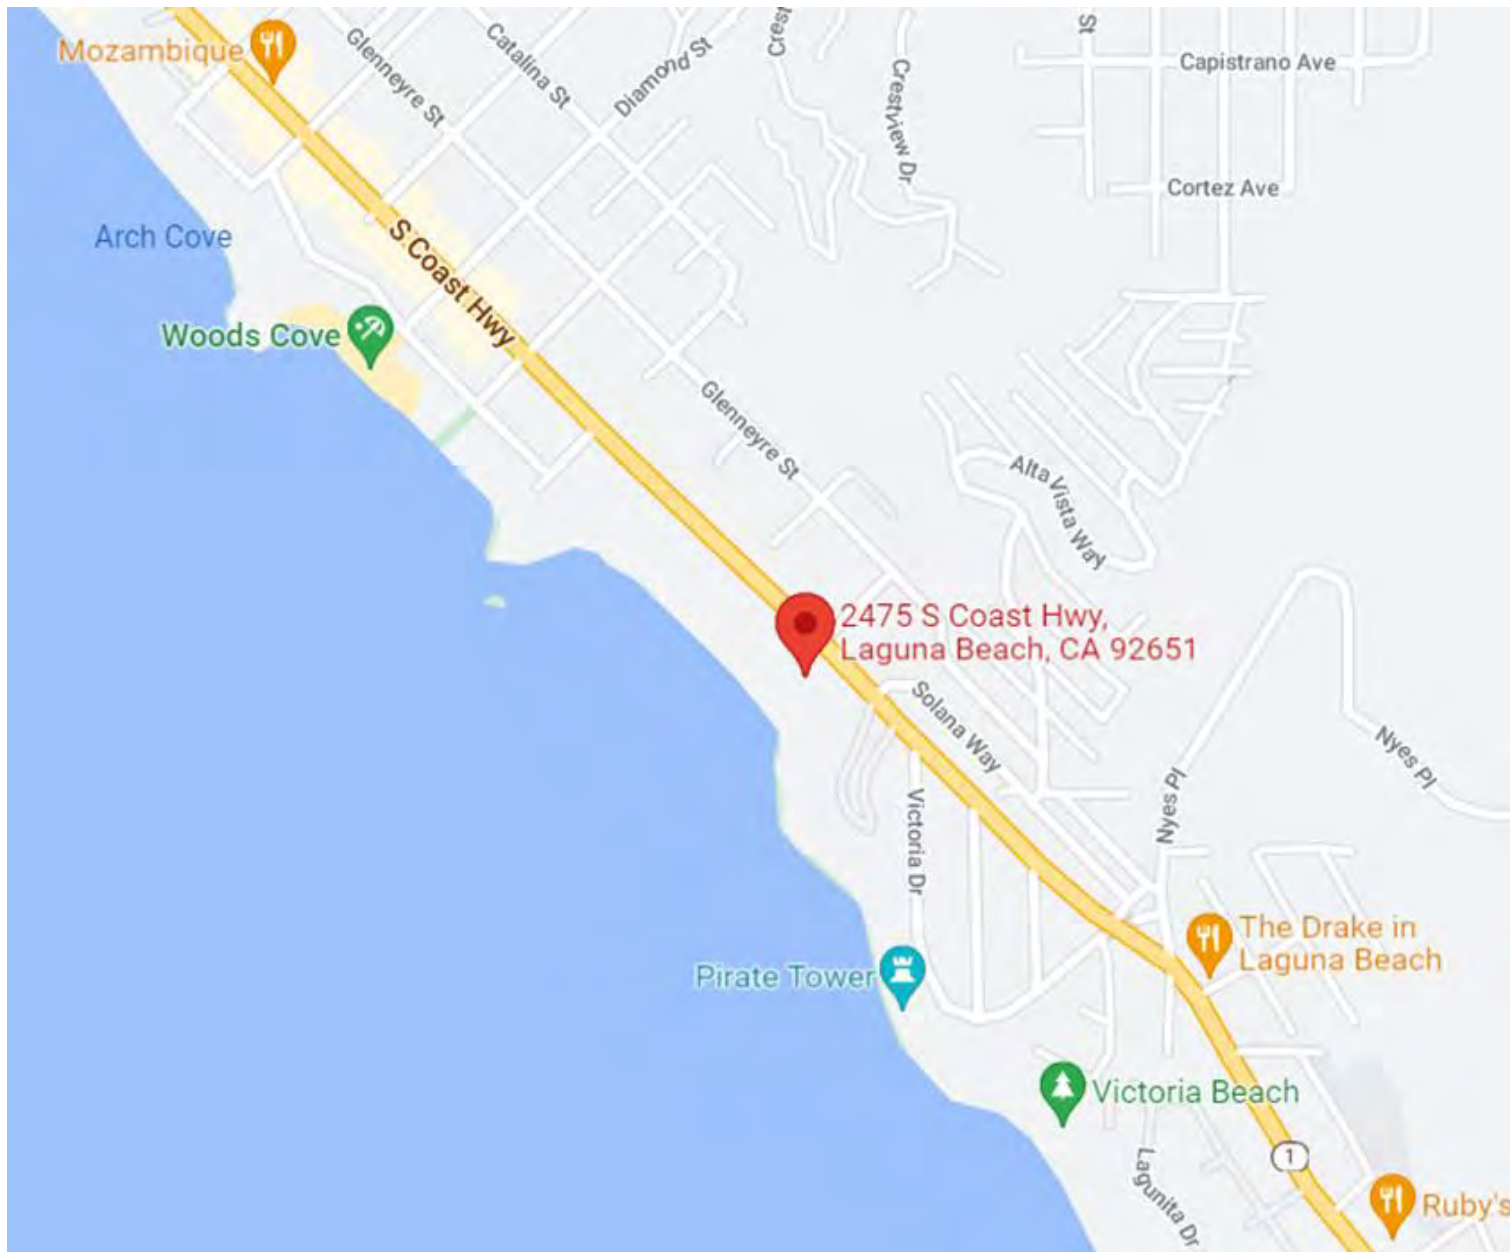 Mozambique
Glenneyre St
Catalina St
Diamond St
Crest
Crestview Dr
St
Capistrano Ave
Cortez Ave
Arch Cove
S Coast Hwy
Woods Cove
Glenneyre St
Alta Vista Way
2475 S Coast Hwy,
Laguna Beach, CA 92651
Solana Way
Nyes Pl
Nyes Pl
Victoria Dr
The Drake in
Laguna Beach
Pirate Tower
Victoria Beach
Lagunita Dr
1
Ruby's